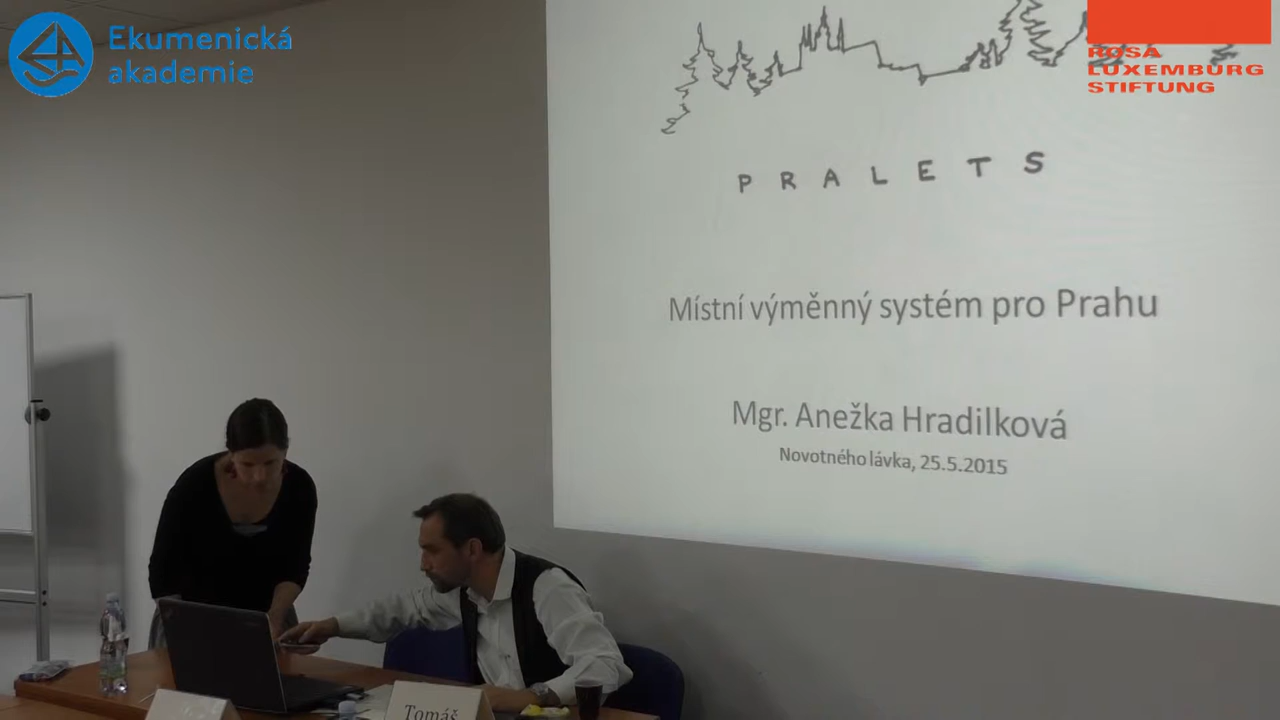 Ekumenická
akademie
ROSA
LUXEMBURG
STIFTUNG
PRALETS
Místní výměnný systém pro Prahu
Mgr. Anežka Hradilková
Novotného lávka, 25.5.2015
Tomáš